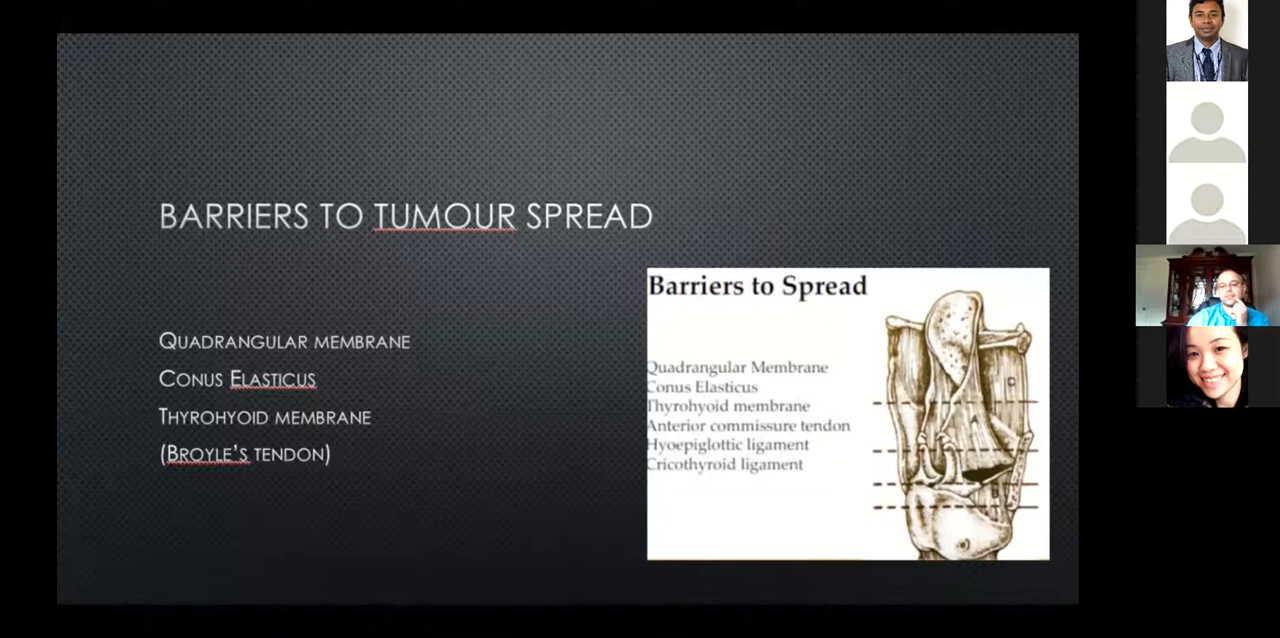 BARRIERS TO TUMOUR SPREAD
QUADRANGULAR MEMBRANE
CONUS ELASTICUS
THYROHYOID MEMBRANE
(BROYLE'S TENDON)
Barriers to Spread
Quadrangular Membrane
Conus Elasticus
Thyrohyoid membrane
Anterior commissure tendon
Hyoepiglottic ligament
Cricothyroid ligament